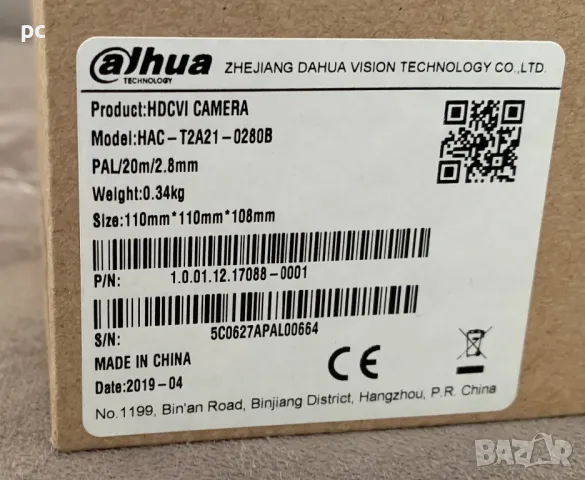 pc
alhua
TECHNOLOGY
ZHEJIANG DAHUA VISION TECHNOLOGY CO.,LTD.
Product:HDCVI CAMERA
Model:HAC-T2A21-0280B
PAL/20m/2.8mm
Weight:0.34kg
Size:110mm*110mm*108mm
P/N: 1.0.01.12.17088-0001
S/N: 5C0627APAL00664
MADE IN CHINA
Date:2019-04
CE
No.1199, Bin'an Road, Binjiang District, Hangzhou, P.R. China
BAZAR